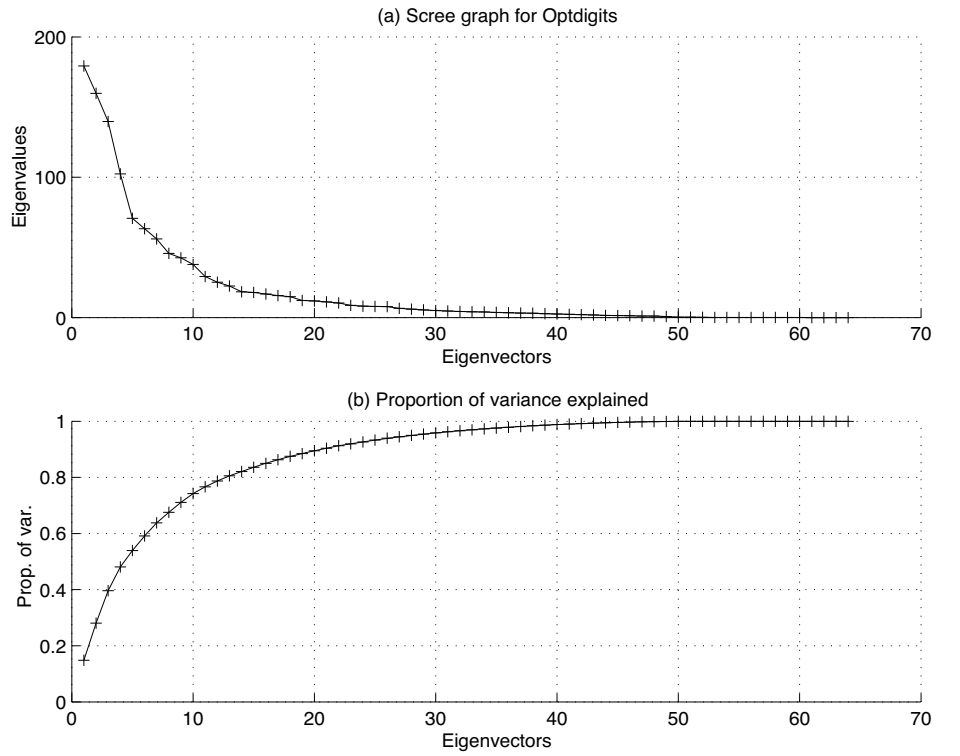 (a) Scree graph for Optdigits
200
100
0
Eigenvalues
0 10 20 30 40 50 60 70
Eigenvectors
(b) Proportion of variance explained
1
0.8
0.6
0.4
0.2
0
Prop. of var.
0 10 20 30 40 50 60 70
Eigenvectors